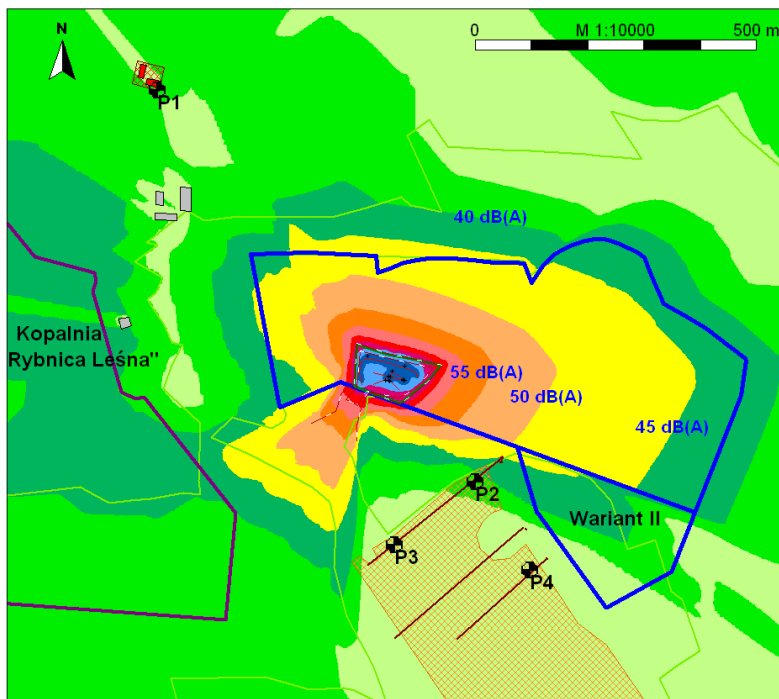 N
0 M 1:10000 500 m
P1
40 dB(A)
Kopalnia
Rybnica Leśna"
55 dB(A)
50 dB(A)
45 dB(A)
P2
Wariant II
P3
P4